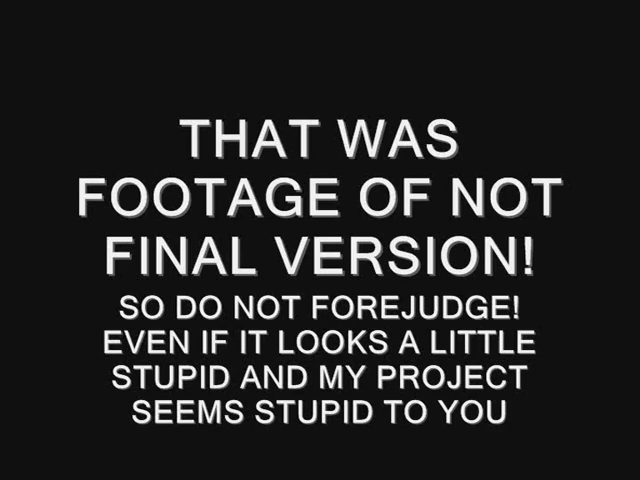 THAT WAS
FOOTAGE OF NOT
FINAL VERSION!
SO DO NOT FOREJUDGE!
EVEN IF IT LOOKS A LITTLE
STUPID AND MY PROJECT
SEEMS STUPID TO YOU